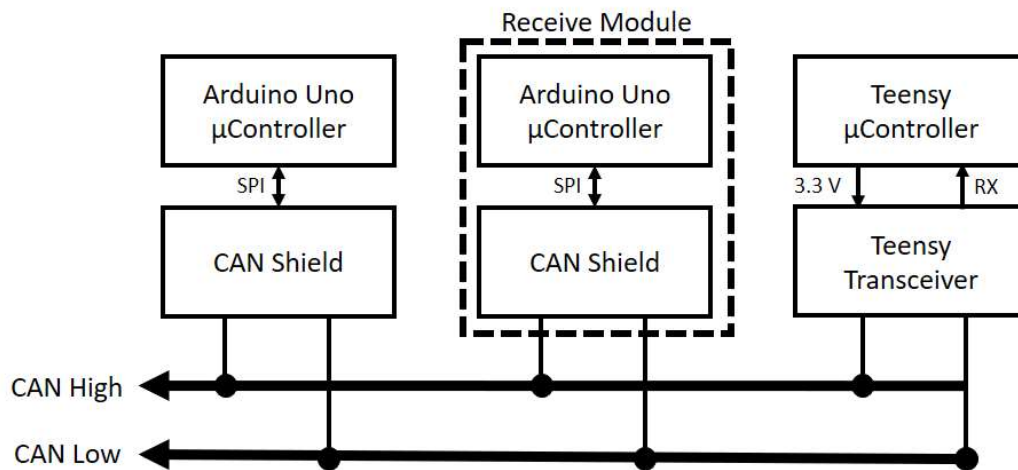 Receive Module
Arduino Uno
µController
Arduino Uno
µController
Teensy
µController
SPI
SPI
3.3 V
RX
CAN Shield
CAN Shield
Teensy
Transceiver
CAN High
CAN Low